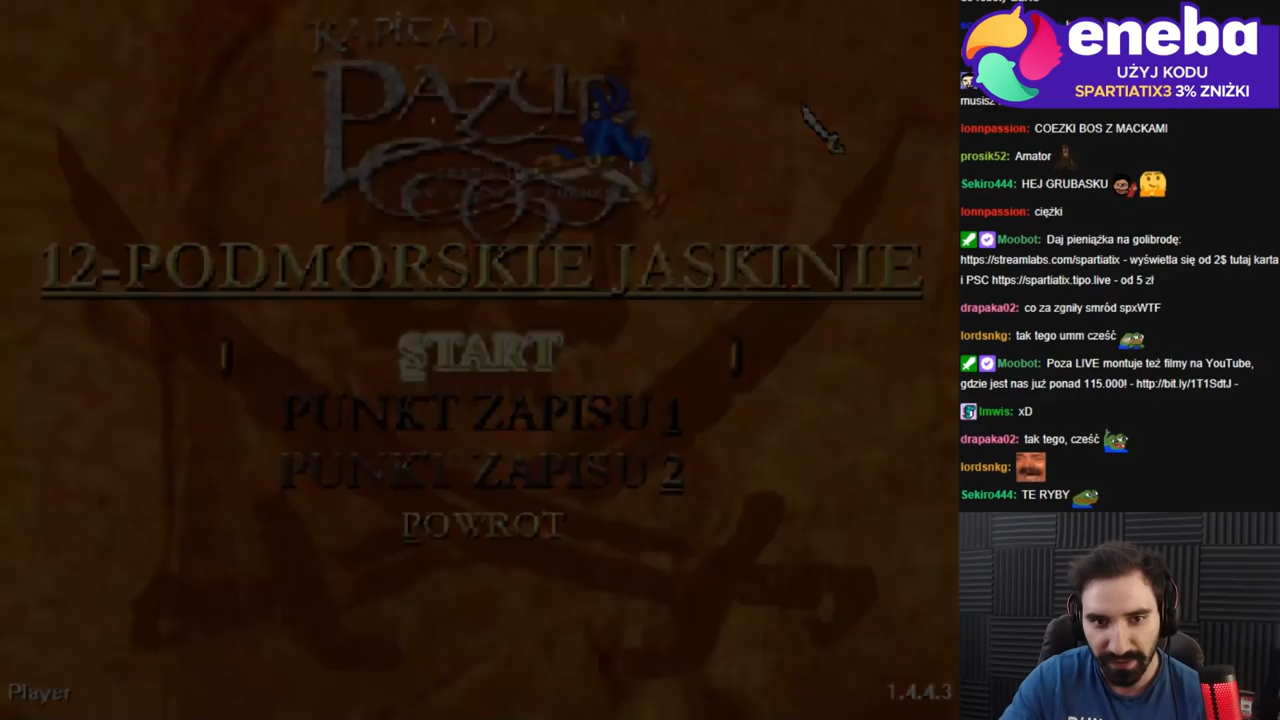 KAPITAN
PAZUR
12-PODMORSKIE JASKINIE
START
PUNKT ZAPISU 1
PUNKT ZAPISU 2
POWROT
Player
1.4.4.3
eneba
UŻYJ KODU
SPARTIATIX3 3% ZNIŻKI
musisz
lonnpassion: COEZKI BOS Z MACKAMI
prosik52: Amator
Sekiro444: HEJ GRUBASKU
lonnpassion: ciężki
Moobot: Daj pieniążka na golibrodę:
https://streamlabs.com/spartiatix - wyświetla się od 2$ tutaj karta
i PSC https://spartiatix.tipo.live - od 5 zł
drapaka02: co za zgniły smród spxWTF
lordsnkg: tak tego umm cześć
Moobot: Poza LIVE montuje też filmy na YouTube,
gdzie jest nas już ponad 115.000! - http://bit.ly/1T1SdtJ -
lmwis: xD
drapaka02: tak tego, cześć
lordsnkg:
Sekiro444: TE RYBY